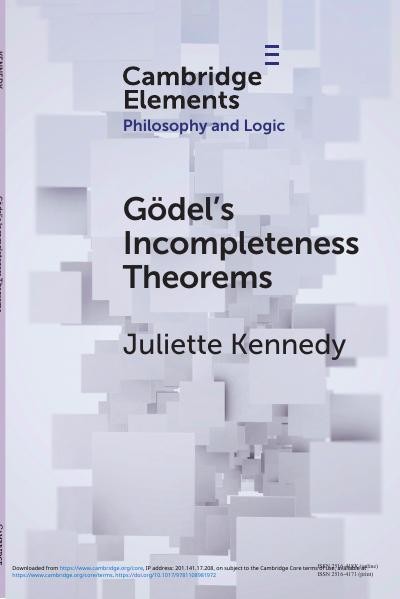 Cambridge
Elements
Philosophy and Logic
Gödel’s
Incompleteness
Theorems
Juliette Kennedy
Downloaded from https://www.cambridge.org/core, IP address: 201.141.17.208, on subject to the Cambridge Core terms of use, available at
https://www.cambridge.org/core/terms. https://doi.org/10.1017/9781108981972
(online)
ISSN 2516-4171 (print)